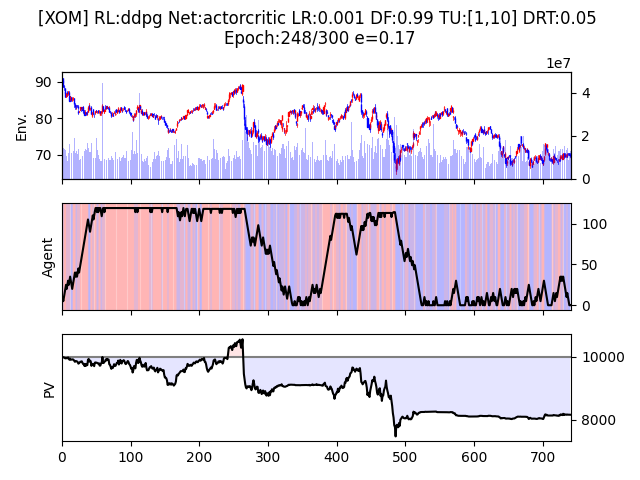 [XOM] RL:ddpg Net:actorcritic LR:0.001 DF:0.99 TU:[1,10] DRT:0.05
Epoch:248/300 e=0.17
1e7
90
80
70
Env.
4
2
0
Agent
100
50
0
PV
10000
8000
0 100 200 300 400 500 600 700